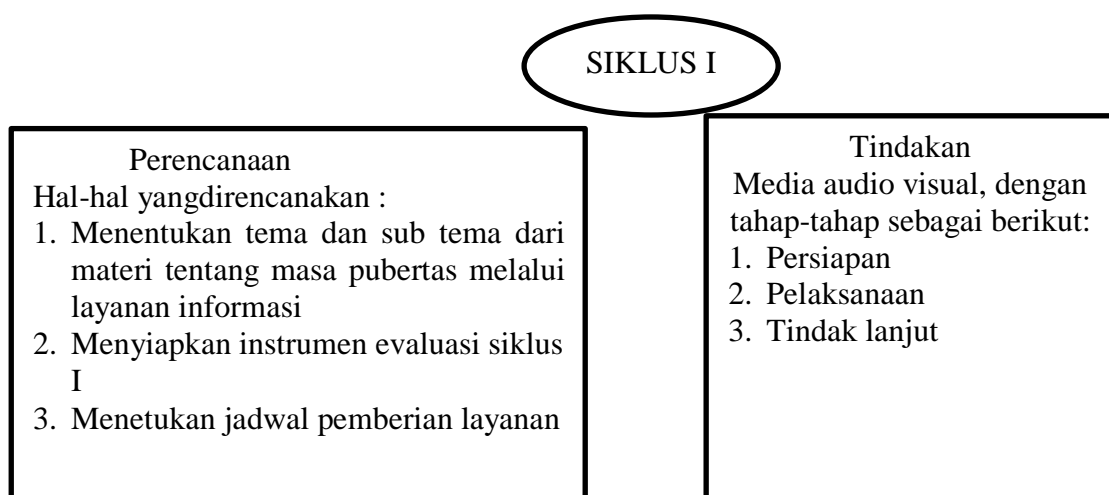 SIKLUS I
Perencanaan
Hal-hal yangdirencanakan :
1. Menentukan tema dan sub tema dari
materi tentang masa pubertas melalui
layanan informasi
2. Menyiapkan instrumen evaluasi siklus
I
3. Menetukan jadwal pemberian layanan
Tindakan
Media audio visual, dengan
tahap-tahap sebagai berikut:
1. Persiapan
2. Pelaksanaan
3. Tindak lanjut